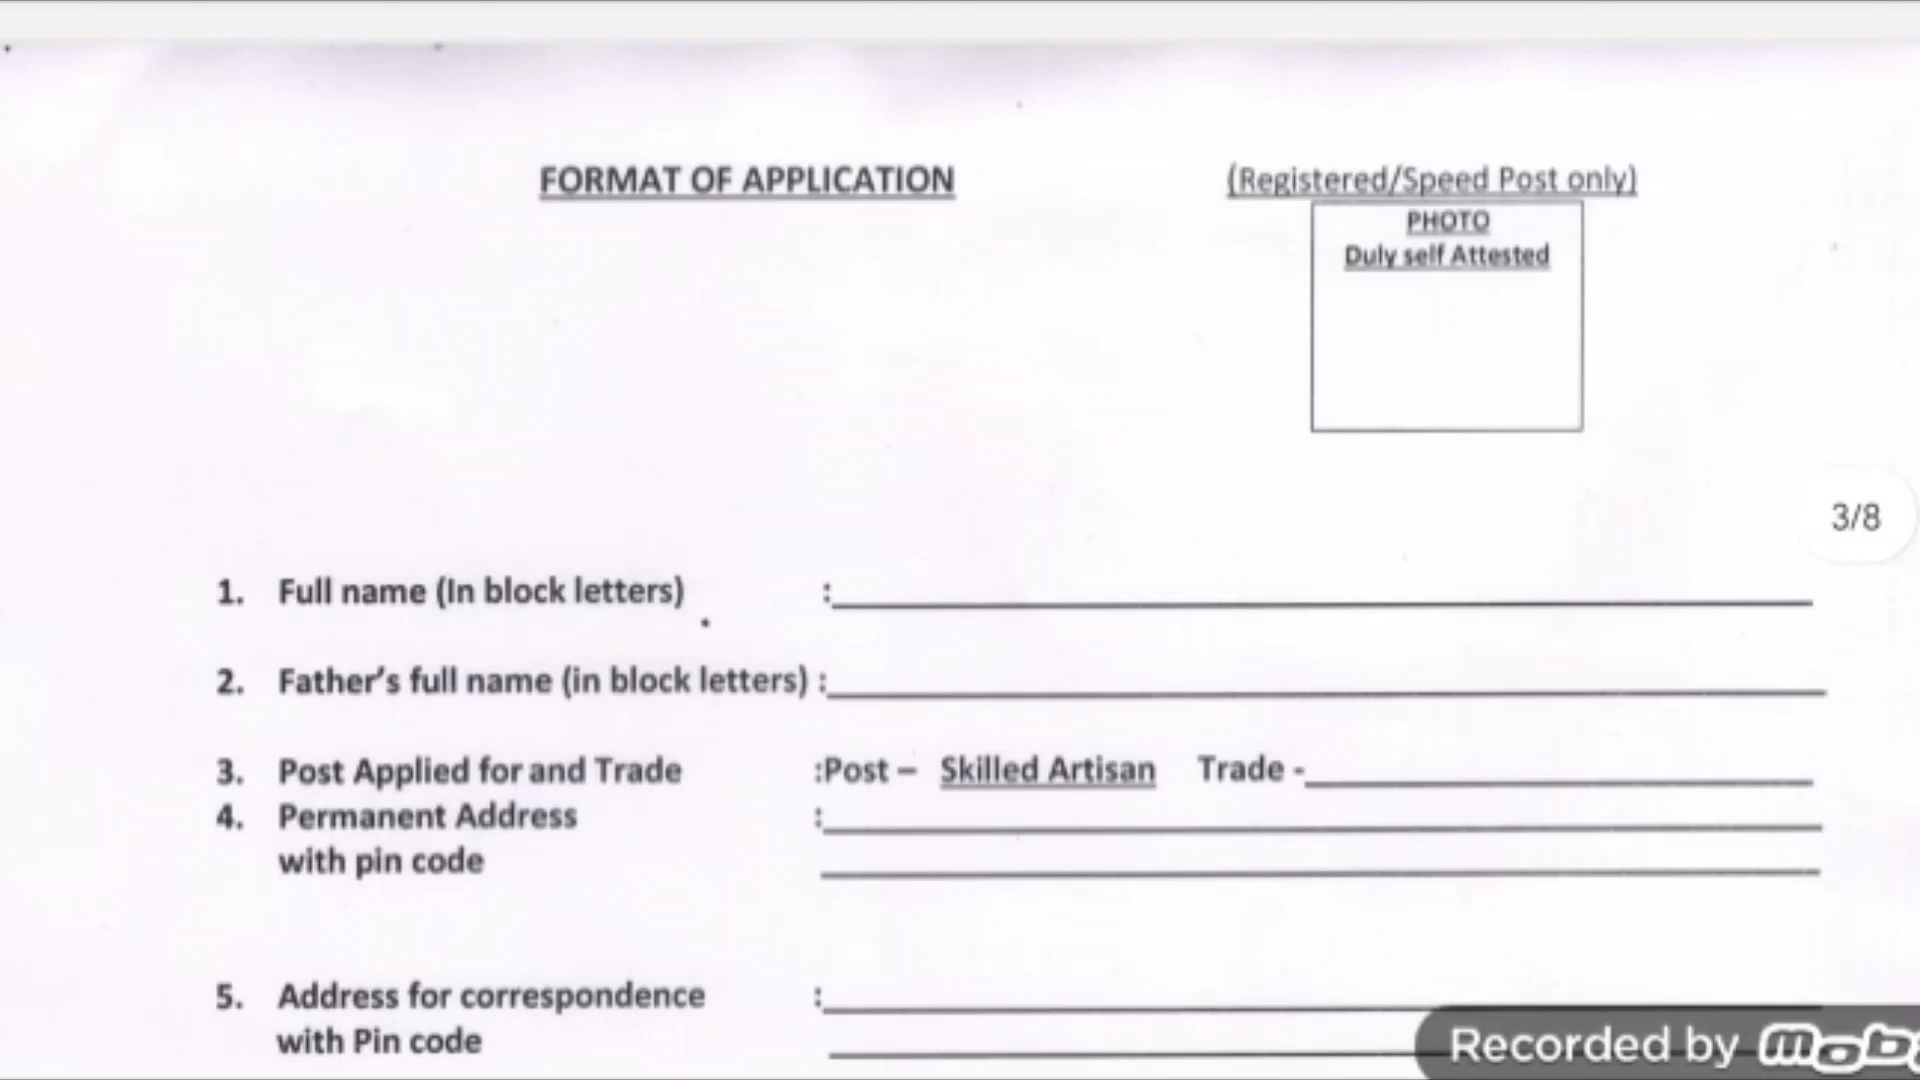 FORMAT OF APPLICATION (Registered/Speed Post only)
PHOTO
Duly self Attested
3/8
1. Full name (In block letters) :
2. Father's full name (in block letters) :
3. Post Applied for and Trade :Post – Skilled Artisan Trade -
4. Permanent Address :
with pin code
5. Address for correspondence :
with Pin code
Recorded by